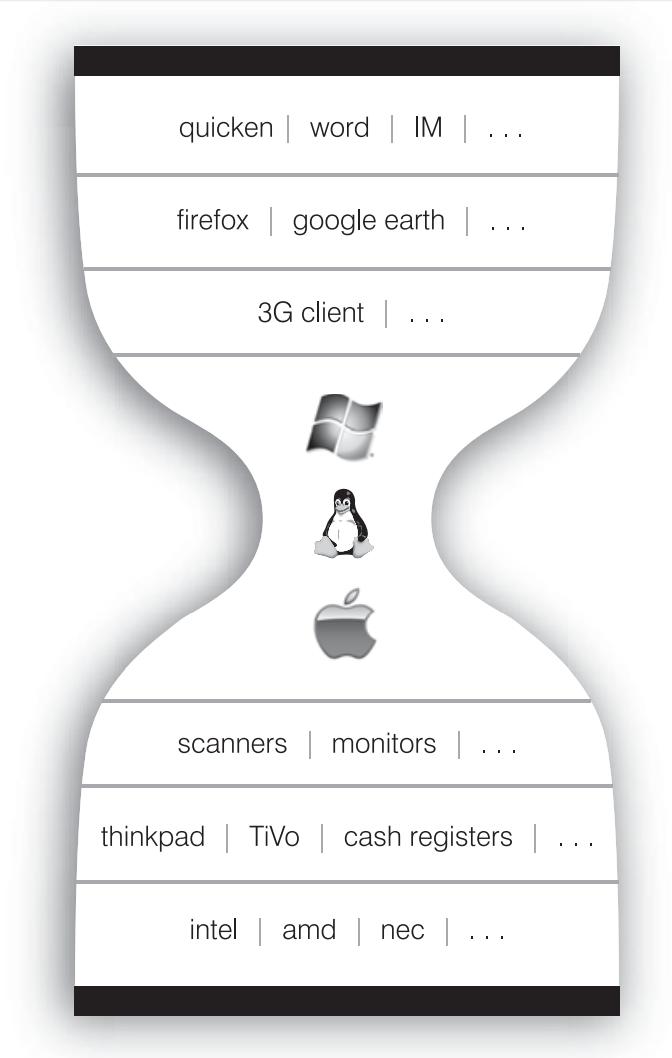 quicken | word | IM | . . .
firefox | google earth | . . .
3G client | . . .
scanners | monitors | . . .
thinkpad | TiVo | cash registers | . . .
intel | amd | nec | . . .